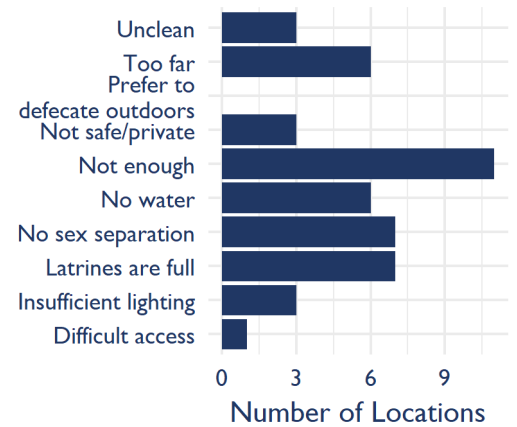 Unclean
Too far
Prefer to
defecate outdoors
Not safe/private
Not enough
No water
No sex separation
Latrines are full
Insufficient lighting
Difficult access
0 3 6 9
Number of Locations